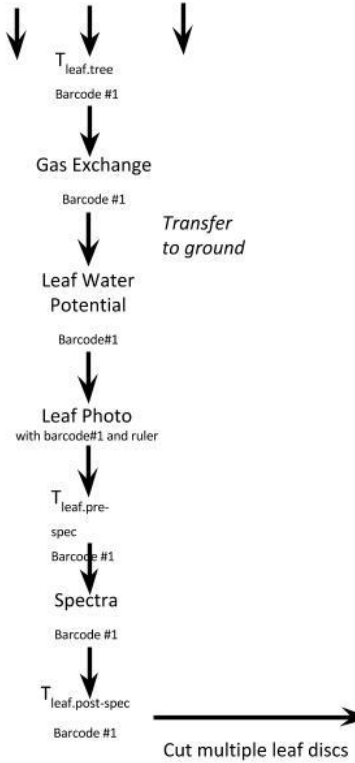 T leaf.tree
Barcode #1
Gas Exchange
Barcode #1
Transfer
to ground
Leaf Water
Potential
Barcode#1
Leaf Photo
with barcode#1 and ruler
T leaf.pre-
spec
Barcode #1
Spectra
Barcode #1
T leaf.post-spec
Barcode #1
Cut multiple leaf discs